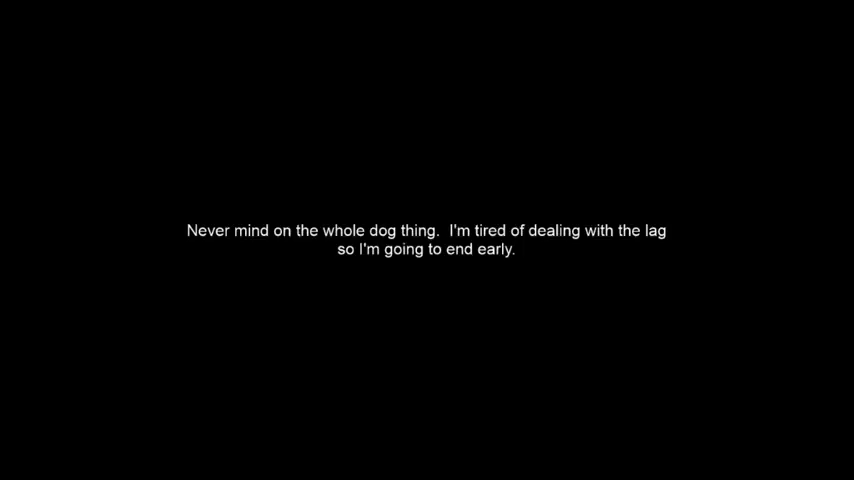 Never mind on the whole dog thing.  I'm tired of dealing with the lag
so I'm going to end early.